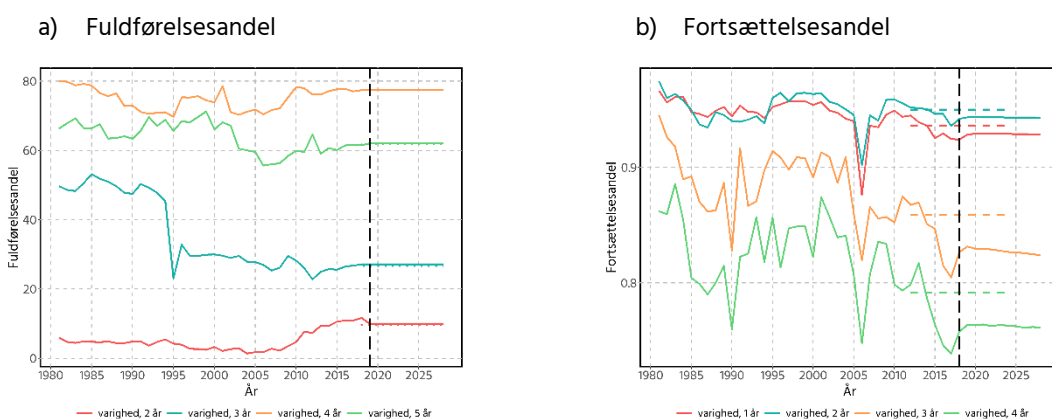 a) Fuldførelsesandel
Fuldførelsesandel
80
60
40
20
0
1980 1985 1990 1995 2000 2005 2010 2015 2020 2025
År
varighed, 2 år varighed, 3 år varighed, 4 år varighed, 5 år
b) Fortsættelsesandel
Fortsættelsesandel
0.9
0.8
1980 1985 1990 1995 2000 2005 2010 2015 2020 2025
År
varighed, 1 år varighed, 2 år varighed, 3 år varighed, 4 år